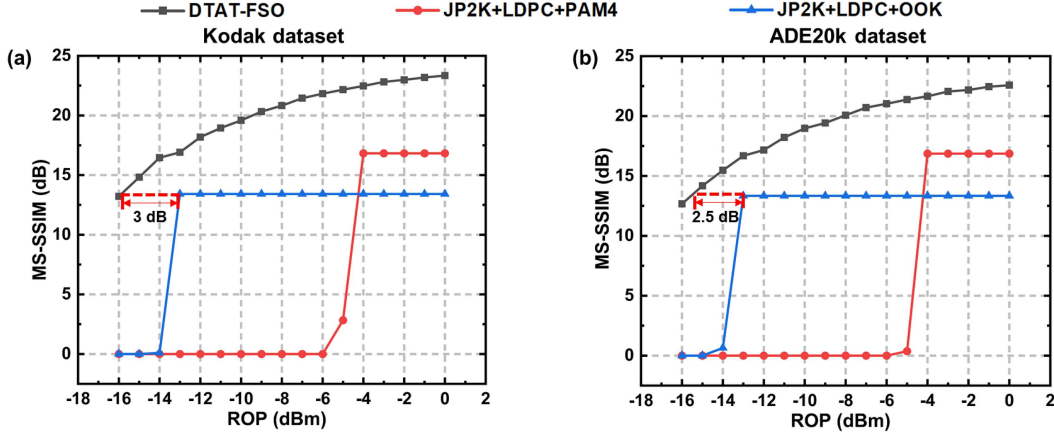 DTAT-FSO JP2K+LDPC+PAM4 JP2K+LDPC+OOK
Kodak dataset
(a)
MS-SSIM (dB)
25
20
15
10
5
0
3 dB
-16 -14 -12 -10 -8 -6 -4 -2 0 2
ROP (dBm)
ADE20k dataset
(b)
MS-SSIM (dB)
25
20
15
10
5
0
2.5 dB
-18 -16 -14 -12 -10 -8 -6 -4 -2 0 2
ROP (dBm)